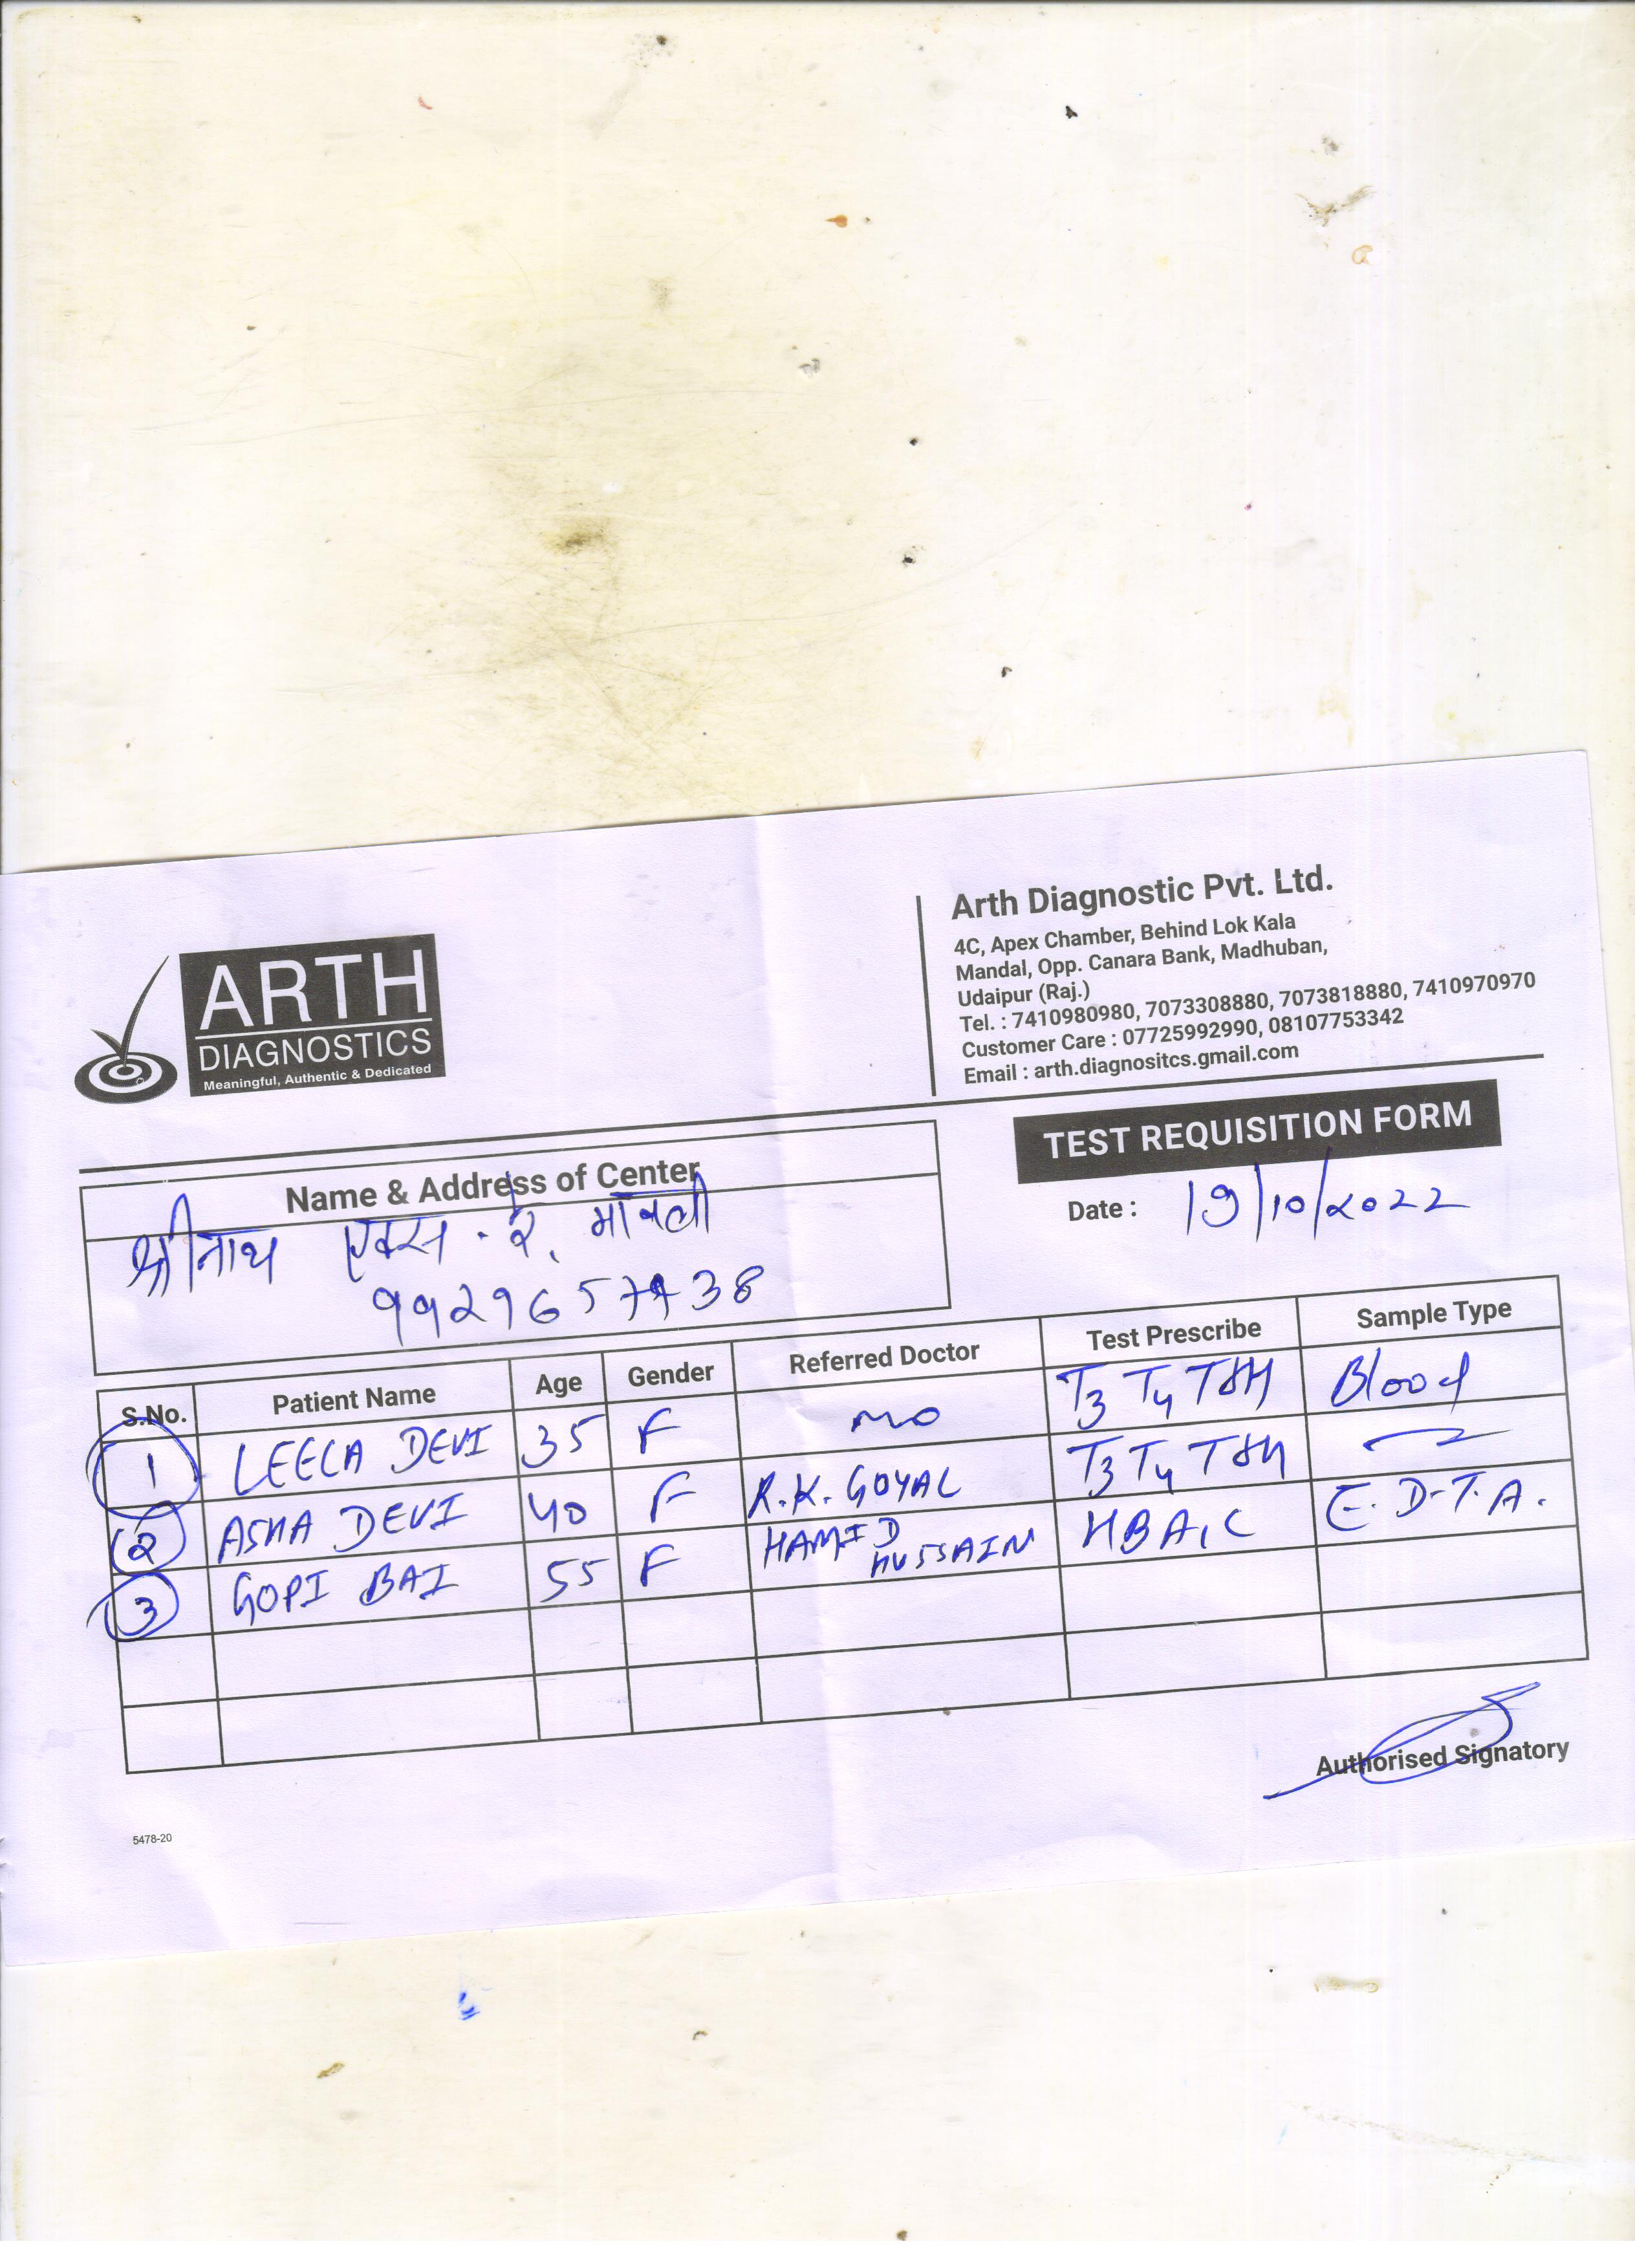 ARTH
DIAGNOSTICS
Meaningful, Authentic & Dedicated
Arth Diagnostic Pvt. Ltd.
4C, Apex Chamber, Behind Lok Kala
Mandal, Opp. Canara Bank, Madhuban,
Udaipur (Raj.)
Tel. : 7410980980, 7073308880, 7073818880, 7410970970
Customer Care : 07725992990, 08107753342
Email : arth.diagnositcs.gmail.com
TEST REQUISITION FORM
Date : 19/10/2022
Name & Address of Center
श्रीनाथ एक्स-रे, मावली
S.No. Patient Name Age Gender Referred Doctor Test Prescribe Sample Type
1 LEELA DEVI 35 F NO T3 T4 TSH Blood
2 ASHA DEVI 40 F R.K. GOYAL T3 T4 TSH
3 GOPI BAI 55 F HAMID HUSSAIN HBA1C E.D.T.A.
Authorised Signatory
5478-20